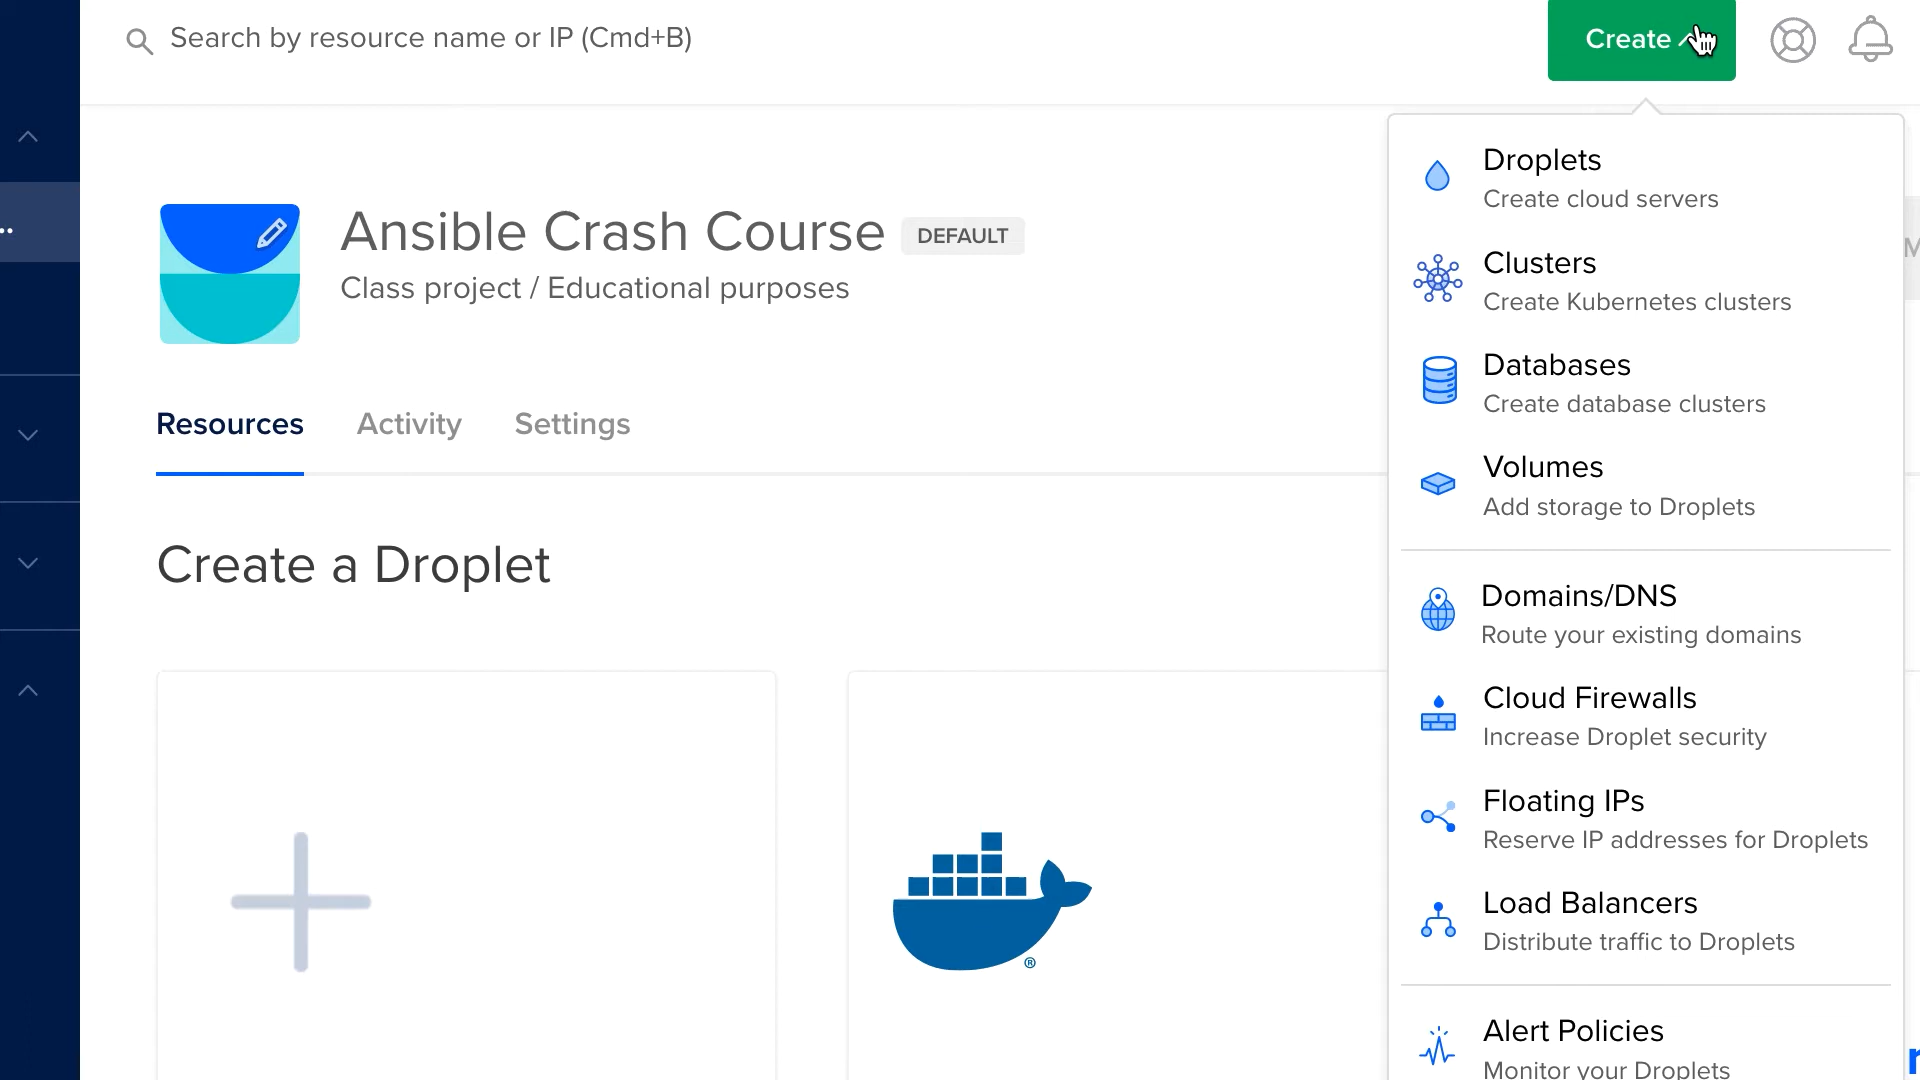 Search by resource name or IP (Cmd+B)
Create
Ansible Crash Course DEFAULT
Class project / Educational purposes
Resources Activity Settings
Create a Droplet
®
Droplets
Create cloud servers
Clusters
Create Kubernetes clusters
Databases
Create database clusters
Volumes
Add storage to Droplets
Domains/DNS
Route your existing domains
Cloud Firewalls
Increase Droplet security
Floating IPs
Reserve IP addresses for Droplets
Load Balancers
Distribute traffic to Droplets
Alert Policies
Monitor your Droplets